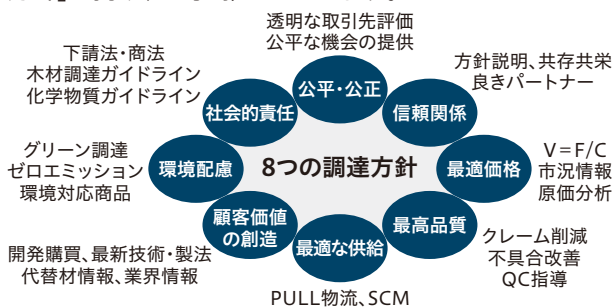 透明な取引先評価
公平な機会の提供
公平・公正
方針説明、共存共栄
良きパートナー
信頼関係
V=F/C
市況情報
原価分析
最適価格
クレーム削減
不具合改善
QC指導
最高品質
PULL物流、SCM
最適な供給
開発購買、最新技術・製法
代替材情報、業界情報
顧客価値
の創造
グリーン調達
ゼロエミッション
環境対応商品
環境配慮
下請法・商法
木材調達ガイドライン
化学物質ガイドライン
社会的責任
8つの調達方針